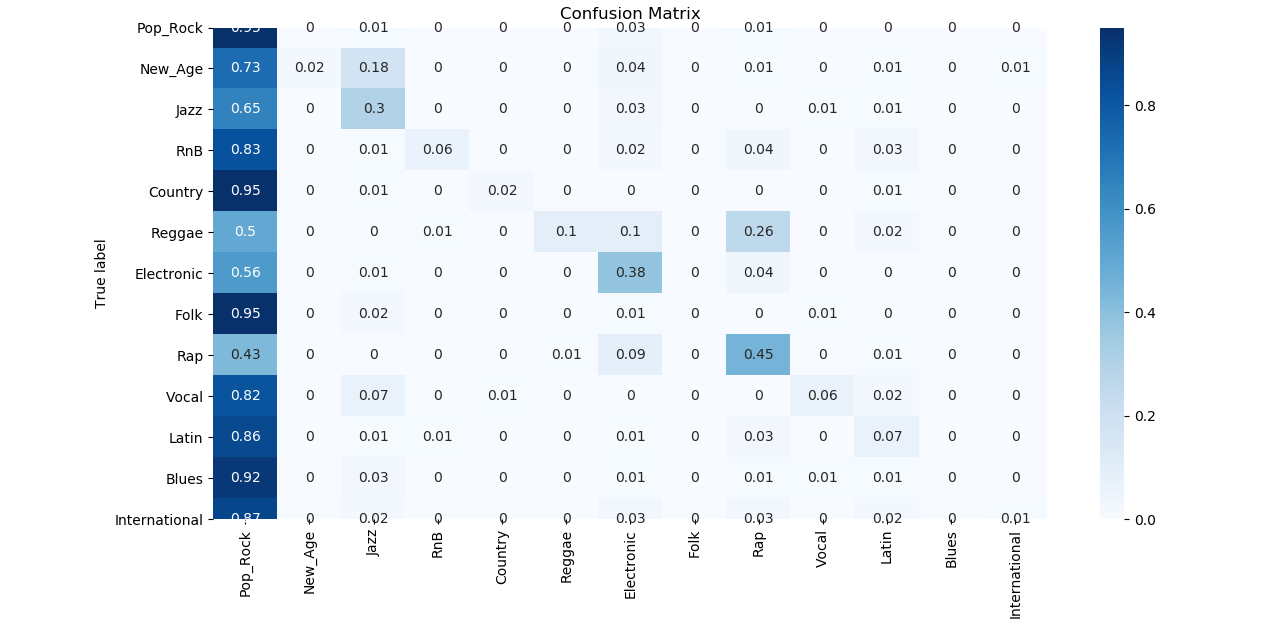 Confusion Matrix
Pop_Rock 0.95 0 0.01 0 0 0 0.03 0 0.01 0 0 0 0
New_Age 0.73 0.02 0.18 0 0 0 0.04 0 0.01 0 0.01 0 0.01
Jazz 0.65 0 0.3 0 0 0 0.03 0 0 0.01 0.01 0 0
RnB 0.83 0 0.01 0.06 0 0 0.02 0 0.04 0 0.03 0 0
Country 0.95 0 0.01 0 0.02 0 0 0 0 0 0.01 0 0
Reggae 0.5 0 0 0.01 0 0.1 0.1 0 0.26 0 0.02 0 0
Electronic 0.56 0 0.01 0 0 0 0.38 0 0.04 0 0 0 0
Folk 0.95 0 0.02 0 0 0 0.01 0 0 0.01 0 0 0
Rap 0.43 0 0 0 0 0.01 0.09 0 0.45 0 0.01 0 0
Vocal 0.82 0 0.07 0 0.01 0 0 0 0 0.06 0.02 0 0
Latin 0.86 0 0.01 0.01 0 0 0.01 0 0.03 0 0.07 0 0
Blues 0.92 0 0.03 0 0 0 0.01 0 0.01 0.01 0.01 0 0
International 0.87 0 0.02 0 0 0 0.03 0 0.03 0 0.02 0 0.01
True label
Pop_Rock New_Age Jazz RnB Country Reggae Electronic Folk Rap Vocal Latin Blues International
0.8
0.6
0.4
0.2
0.0